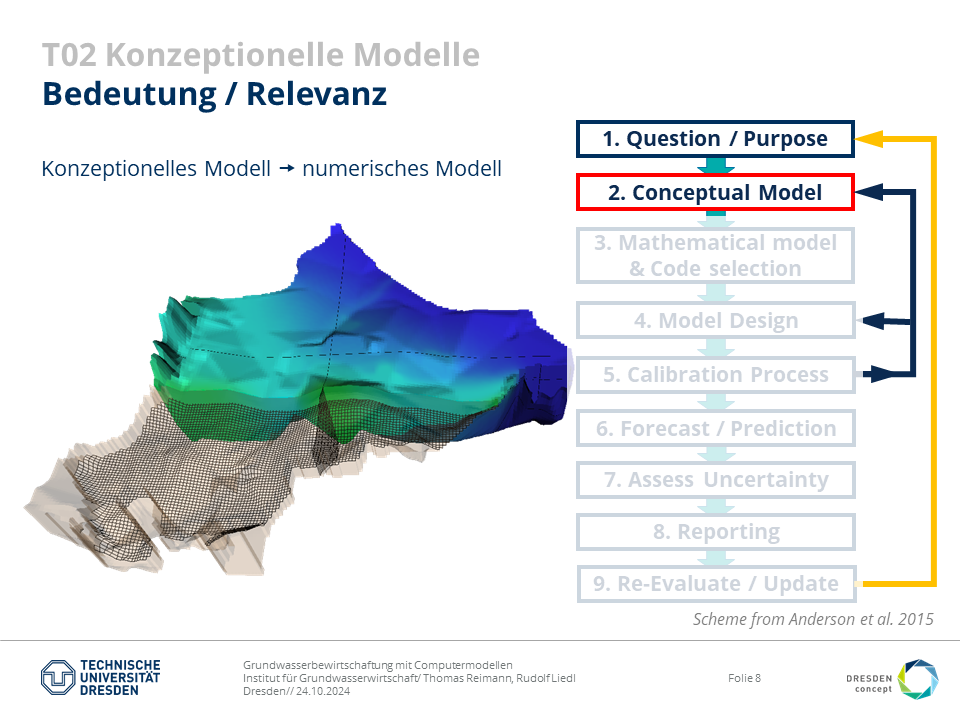 T02 Konzeptionelle Modelle
Bedeutung / Relevanz
Konzeptionelles Modell → numerisches Modell
1. Question / Purpose
2. Conceptual Model
3. Mathematical model
& Code selection
4. Model Design
5. Calibration Process
6. Forecast / Prediction
7. Assess Uncertainty
8. Reporting
9. Re-Evaluate / Update
Scheme from Anderson et al. 2015
TECHNISCHE
UNIVERSITÄT
DRESDEN
Grundwasserbewirtschaftung mit Computermodellen
Institut für Grundwasserwirtschaft/ Thomas Reimann, Rudolf Liedl
Dresden// 24.10.2024
Folie 8
DRESDEN
concept